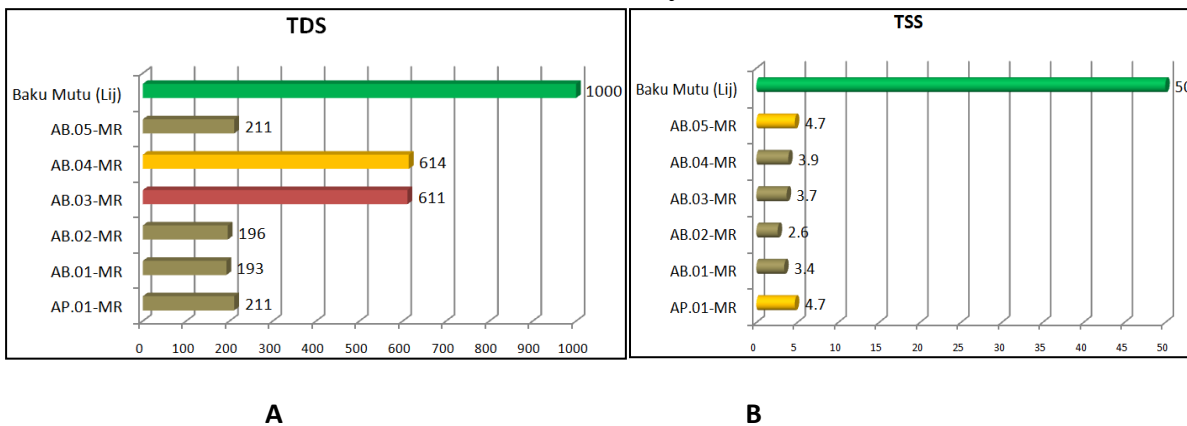 TDS
Baku Mutu (Lij)
1000
AB.05-MR
211
AB.04-MR
614
AB.03-MR
611
AB.02-MR
196
AB.01-MR
193
AP.01-MR
211
0 100 200 300 400 500 600 700 800 900 1000
TSS
Baku Mutu (Lij)
50
AB.05-MR
4.7
AB.04-MR
3.9
AB.03-MR
3.7
AB.02-MR
2.6
AB.01-MR
3.4
AP.01-MR
4.7
0 5 10 15 20 25 30 35 40 45 50
A B